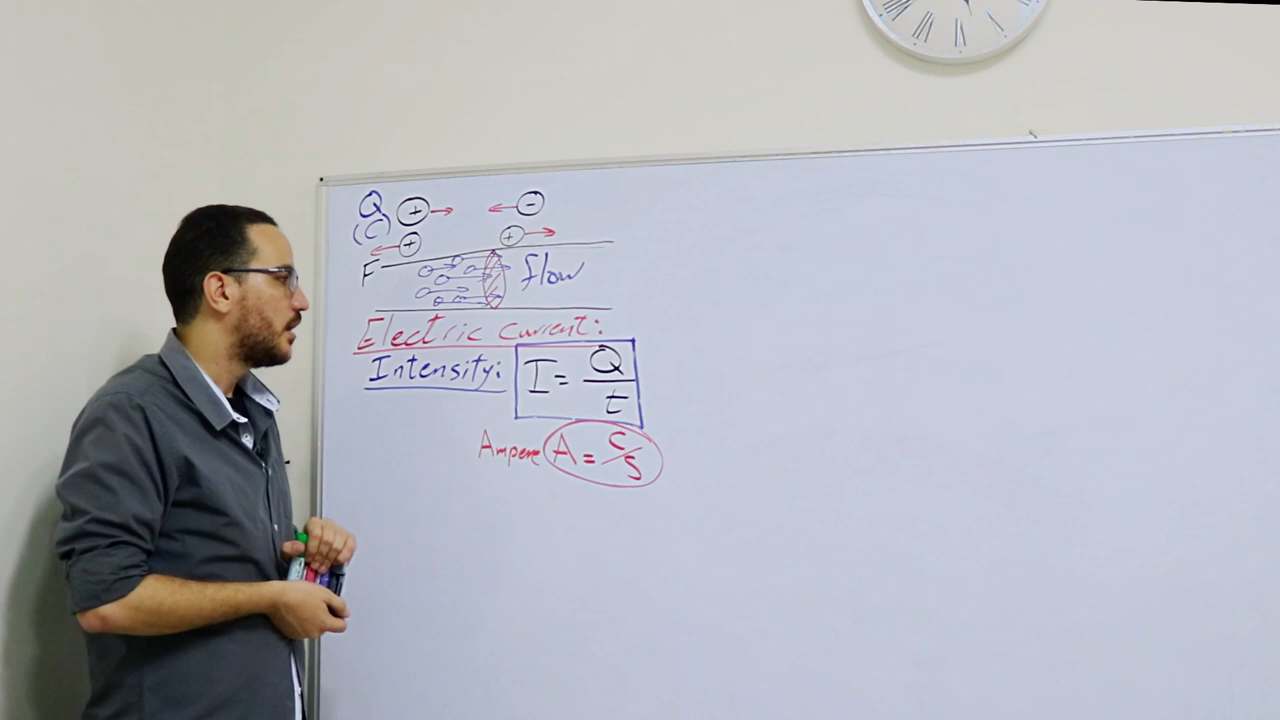 Q + → ← −
(C) ← + + →
F flow
Electric current:
Intensity: I = Q/t
Ampere A = C/s